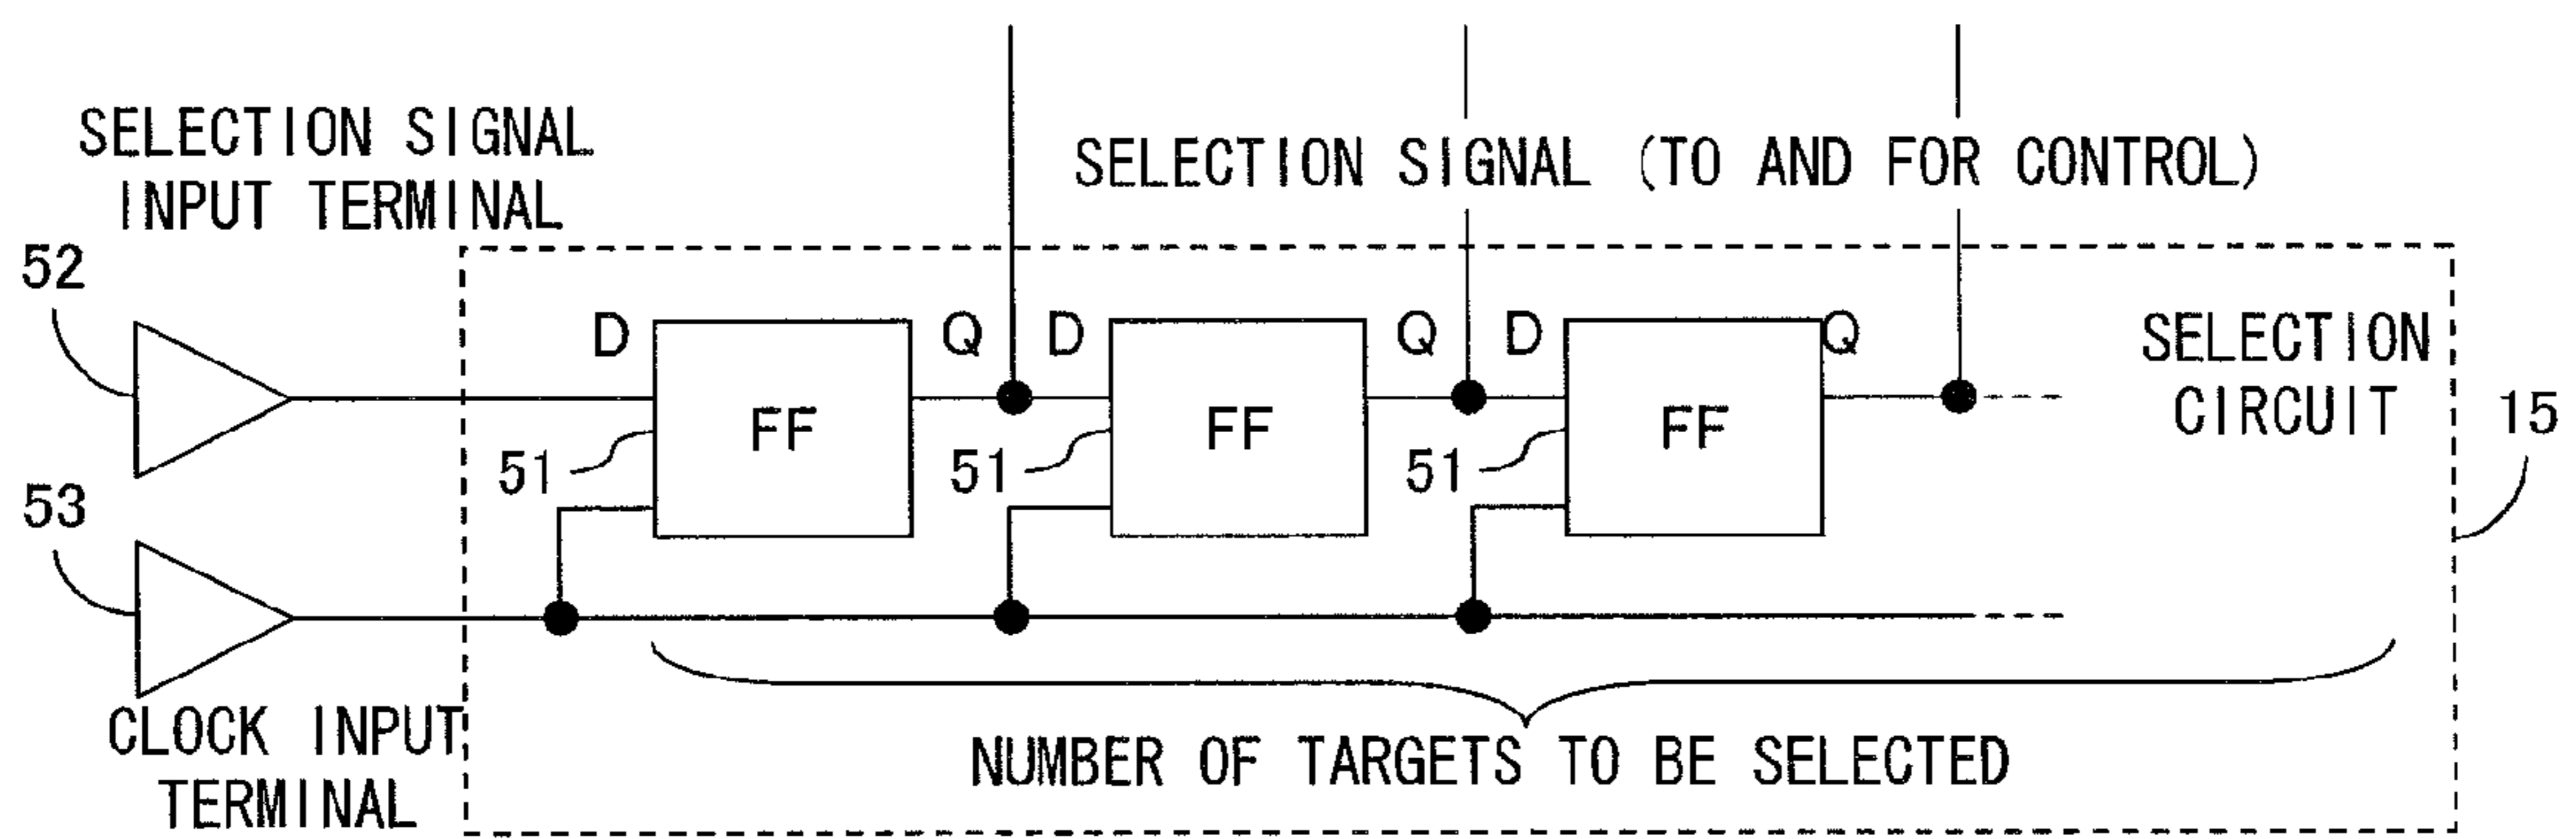 SELECTION SIGNAL
INPUT TERMINAL
SELECTION SIGNAL (TO AND FOR CONTROL)
52
D
Q
D
Q
D
Q
SELECTION
CIRCUIT
15
FF
FF
FF
51
51
51
53
CLOCK INPUT
TERMINAL
NUMBER OF TARGETS TO BE SELECTED